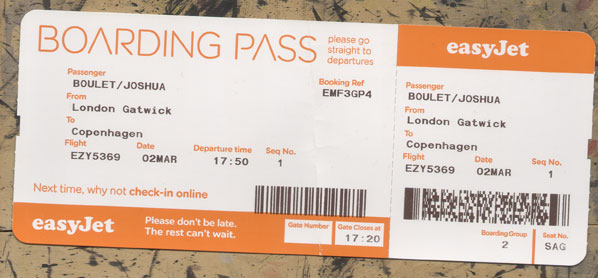 BOARDING PASS
please go
straight to
departures
Passenger
BOULET/JOSHUA
Booking Ref
EMF3GP4
From
London Gatwick
To
Copenhagen
Flight Date Departure time Seq No.
EZY5369 02MAR 17:50 1
Next time, why not check-in online
easyJet
Please don't be late.
The rest can't wait.
Gate Number Gate Closes at
17:20
easyJet
Passenger
BOULET/JOSHUA
From
London Gatwick
To
Copenhagen
Flight Date Seq No.
EZY5369 02MAR 1
Boarding Group Seat No.
2 SAG